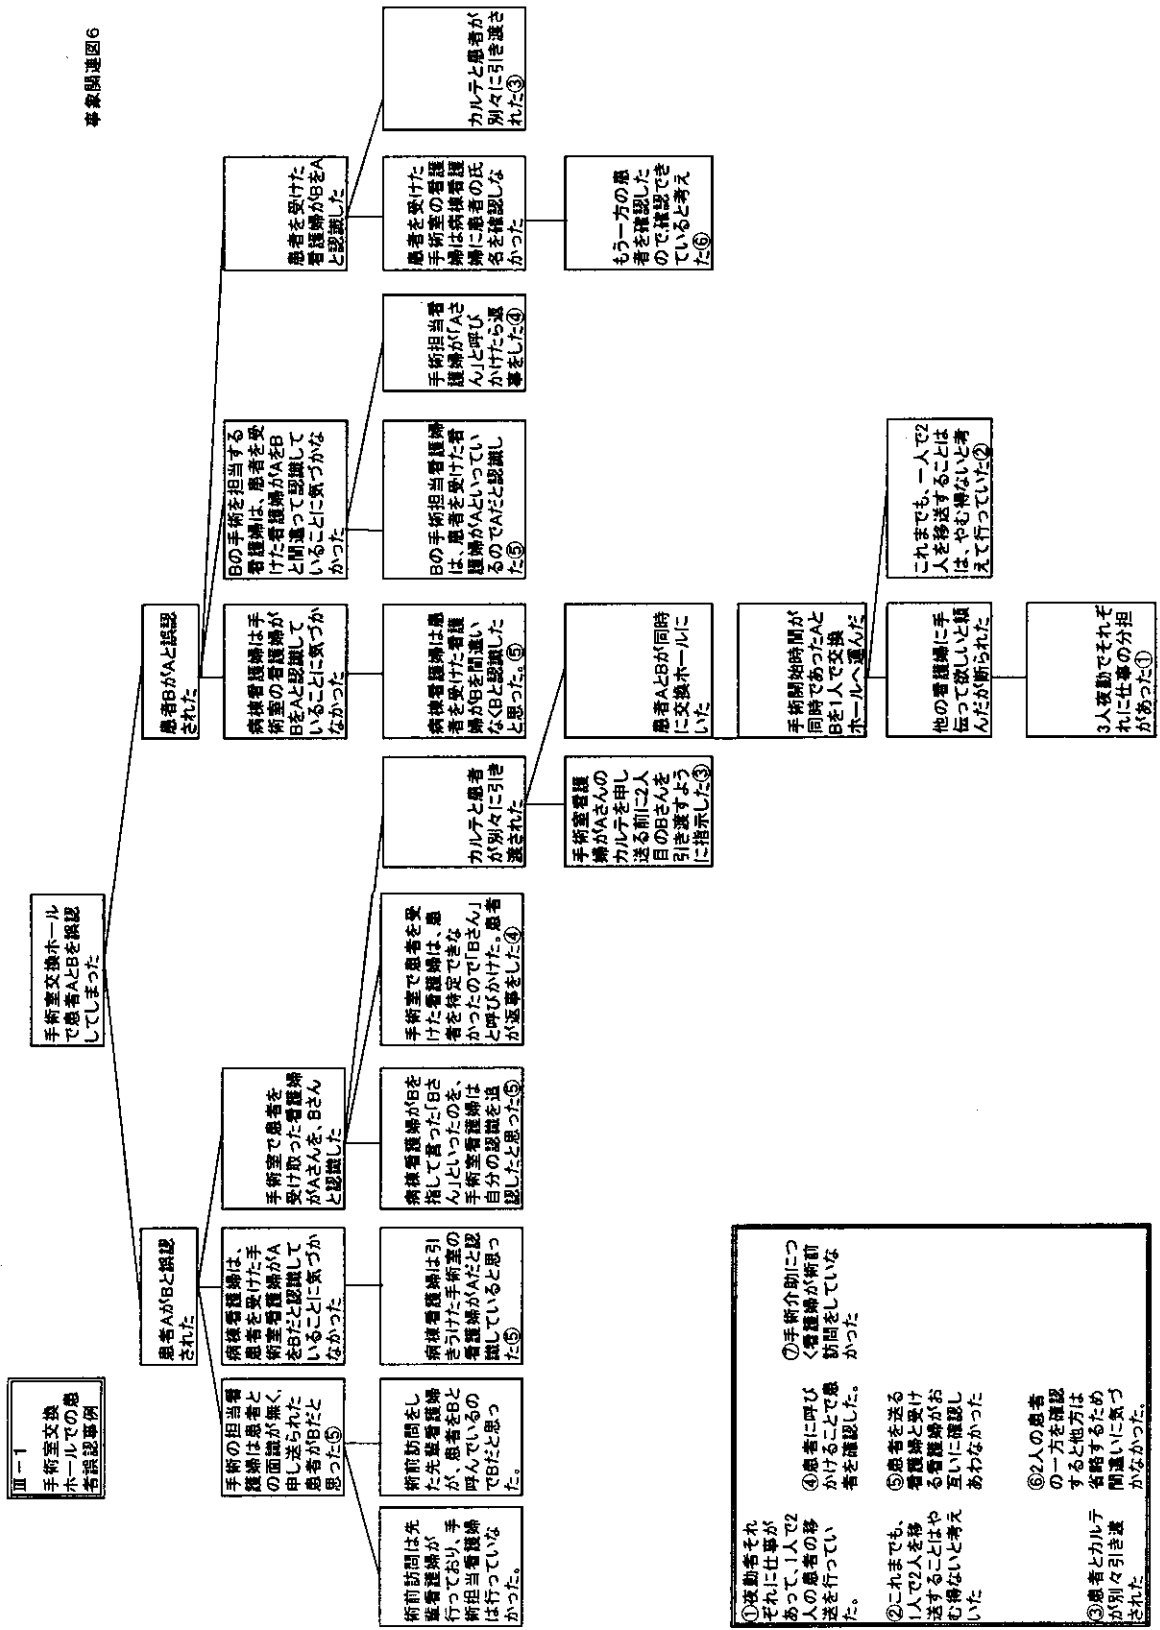 Ⅲ－1
手術室交換
ホールでの患
者誤認事例
事象関連図6
手術室交換ホール
で患者AとBを誤認
してしまった
患者AがBと誤認
された
患者BがAと誤認
された
手術の担当看
護婦は患者と
の面識が無く、
申し送られた
患者がBだと
思った⑤
病棟看護婦は、
患者を受けた手
術室看護婦がA
をBだと認識して
いることに気づか
なかった
手術室で患者を
受け取った看護婦
がAさんを、Bさん
と認識した
病棟看護婦は手
術室の看護婦が
BをAと認識して
いることに気づか
なかった
Bの手術を担当する
看護婦は、患者を受
けた看護婦がAをB
と間違って認識して
いることに気づかな
かった
患者を受けた
看護婦がBをA
と認識した
術前訪問は先
輩看護婦が
行っており、手
術担当看護婦
は行っていな
かった。
術前訪問をし
た先輩看護婦
が、患者をBと
呼んでいるの
でBだと思っ
た。
病棟看護婦は引
きうけた手術室の
看護婦がAだと認
識していると思っ
た⑤
病棟看護婦がBを
指して言った「Bさ
ん」といったのを、
手術室看護婦は
自分の認識を追
認したと思った⑤
手術室で患者を受
けた看護婦は、患
者を特定できな
かったので「Bさん」
と呼びかけた。患者
が返事をした④
カルテと患者
が別々に引き
渡された
病棟看護婦は患
者を受けた看護
婦がBを間違い
なくBと認識した
と思った。⑤
Bの手術担当看護婦
は、患者を受けた看
護婦がAといってい
るのでAだと認識し
た⑤
手術担当看
護婦が「Aさ
ん」と呼び
かけたら返
事をした④
患者を受けた
手術室の看護
婦は病棟看護
婦に患者の氏
名を確認しな
かった
カルテと患者が
別々に引き渡さ
れた③
手術室看護
婦がAさんの
カルテを申し
送る前に2人
目のBさんを
引き渡すよう
に指示した③
患者AとBが同時
に交換ホールに
いた
もう一方の患
者を確認した
ので、確認でき
ていると考え
た⑥
手術開始時間が
同時であったAと
Bを1人で交換
ホールへ運んだ
他の看護婦に手
伝って欲しいと頼
んだが断られた
これまでも、一人で2
人を移送することは
は、やむ得ないと考
えて行っていた②
3人夜勤でそれぞ
れに仕事の分担
があった①
①夜勤者それ
ぞれに仕事が
あって、1人で2
人の患者の移
送を行ってい
た。
②これまでも、
1人で2人を移
送することはや
む得ないと考え
ていた
③患者とカルテ
が別々引き渡
された
④患者に呼び
かけることで患
者を確認した。
⑤患者を送る
看護婦と受け
る看護婦がお
互いに確認し
あわなかった
⑥2人の患者
の一方を確認
すると他方は
省略するため
間違いに気づ
かなかった。
⑦手術介助につ
く看護婦が術前
訪問をしていな
かった